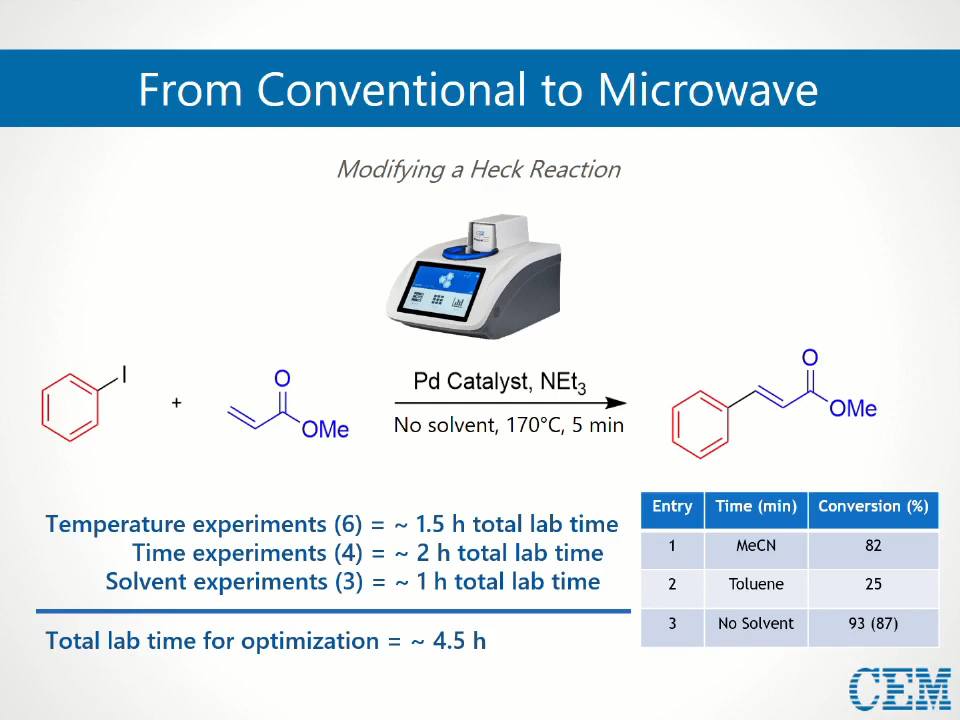 From Conventional to Microwave
Modifying a Heck Reaction
I
+
O
OMe
Pd Catalyst, NEt₃
No solvent, 170°C, 5 min
O
OMe
Temperature experiments (6) = ~ 1.5 h total lab time
Time experiments (4) = ~ 2 h total lab time
Solvent experiments (3) = ~ 1 h total lab time
Total lab time for optimization = ~ 4.5 h
Entry Time (min) Conversion (%)
1 MeCN 82
2 Toluene 25
3 No Solvent 93 (87)
CEM